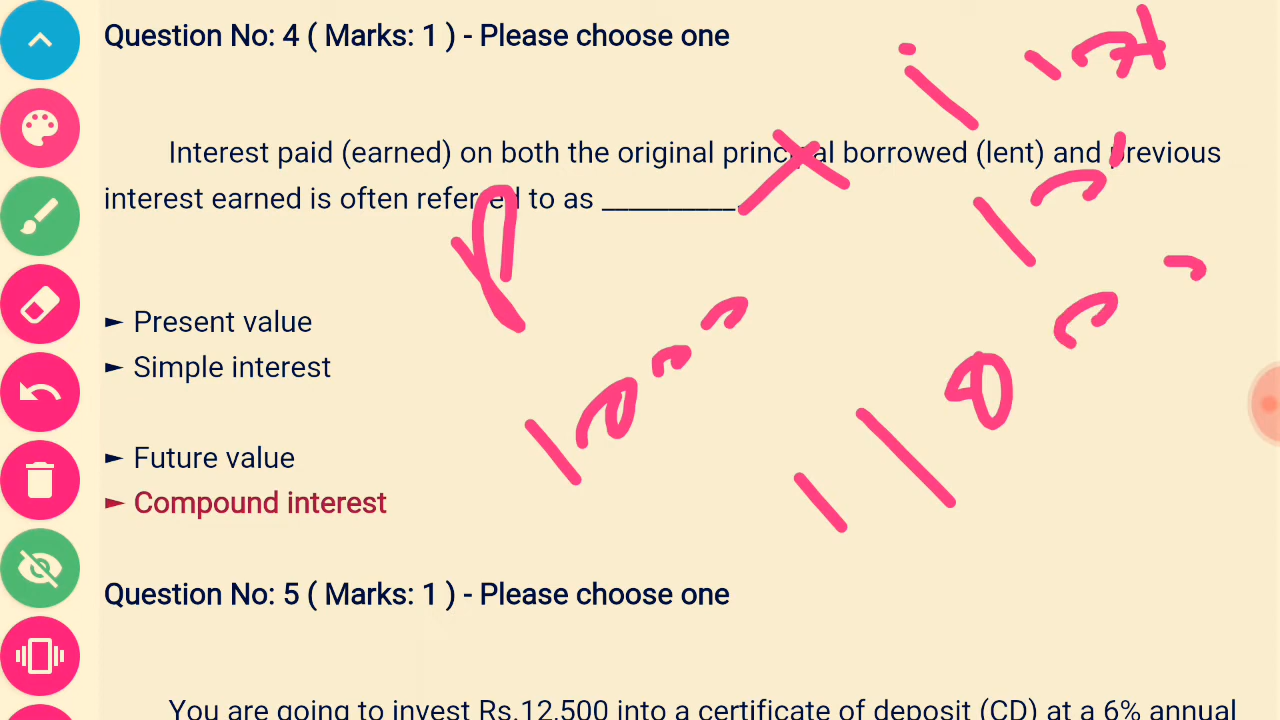 Question No: 4 ( Marks: 1 ) - Please choose one
Interest paid (earned) on both the original principal borrowed (lent) and previous
interest earned is often referred to as __________.
► Present value
► Simple interest
► Future value
► Compound interest
Question No: 5 ( Marks: 1 ) - Please choose one
You are going to invest Rs.12,500 into a certificate of deposit (CD) at a 6% annual